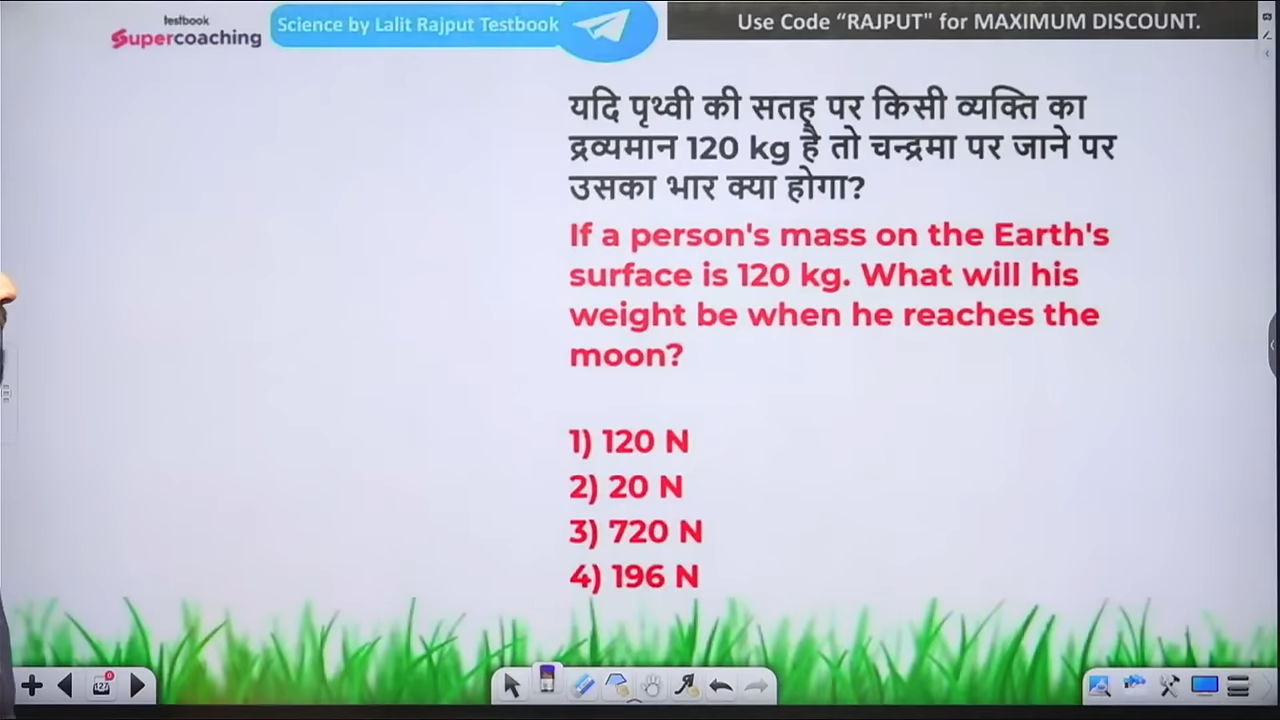 testbook
Supercoaching
Science by Lalit Rajput Testbook
Use Code “RAJPUT" for MAXIMUM DISCOUNT.
यदि पृथ्वी की सतह पर किसी व्यक्ति का
द्रव्यमान 120 kg है तो चन्द्रमा पर जाने पर
उसका भार क्या होगा?
If a person's mass on the Earth's
surface is 120 kg. What will his
weight be when he reaches the
moon?
1) 120 N
2) 20 N
3) 720 N
4) 196 N
127